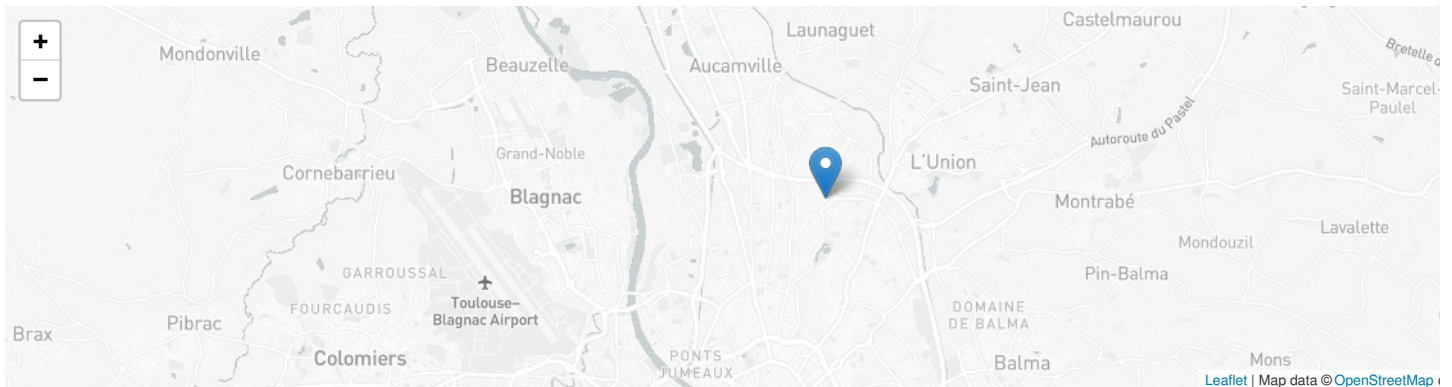 +
−
Mondonville
Beauzelle
Aucamville
Launaguet
Castelmaurou
Bretelle d
Saint-Jean
Saint-Marcel-
Paulel
Autoroute du Pastel
Cornebarrieu
Grand-Noble
L'Union
Blagnac
Montrabé
Lavalette
Mondouzil
GARROUSSAL
Pin-Balma
FOURCAUDIS
Toulouse–
Blagnac Airport
DOMAINE
DE BALMA
Brax
Pibrac
Colomiers
PONTS
JUMEAUX
Balma
Mons
Leaflet | Map data © OpenStreetMap